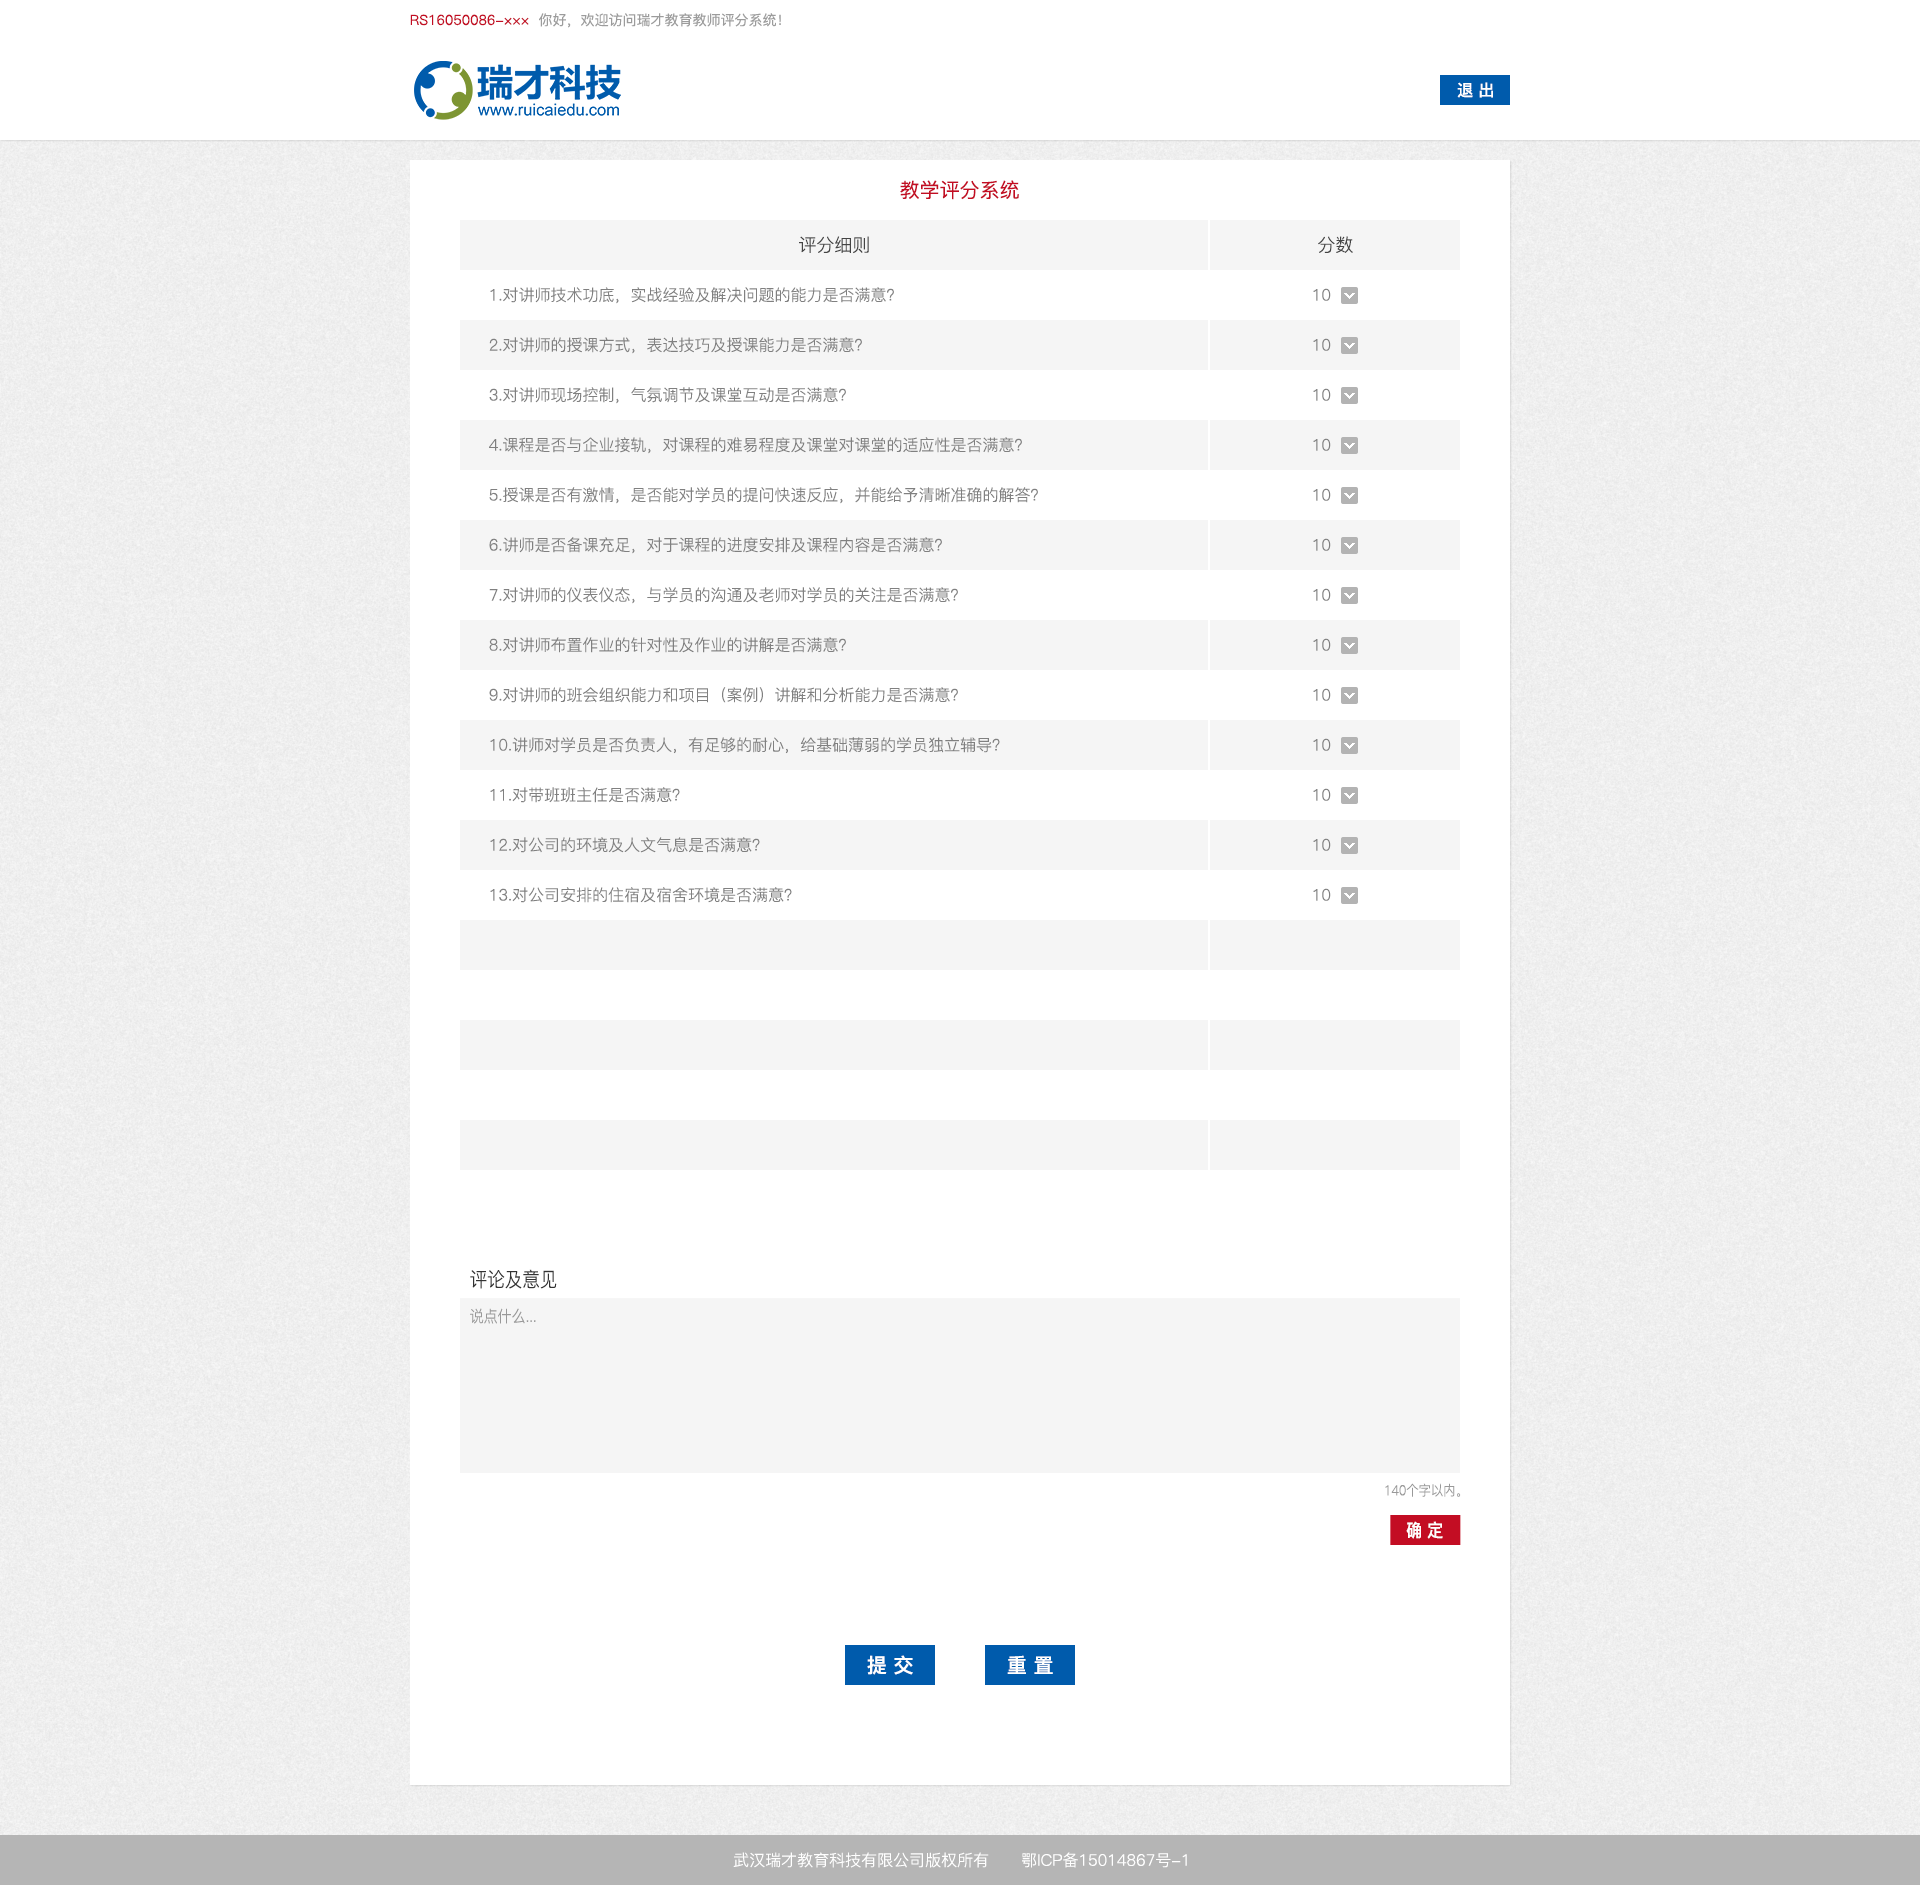 RS16050086-××× 你好，欢迎访问瑞才教育教师评分系统！
瑞才科技
www.ruicaiedu.com
退 出
教学评分系统
评分细则 分数
1.对讲师技术功底，实战经验及解决问题的能力是否满意？ 10
2.对讲师的授课方式，表达技巧及授课能力是否满意？ 10
3.对讲师现场控制，气氛调节及课堂互动是否满意？ 10
4.课程是否与企业接轨，对课程的难易程度及课堂对课堂的适应性是否满意？ 10
5.授课是否有激情，是否能对学员的提问快速反应，并能给予清晰准确的解答？ 10
6.讲师是否备课充足，对于课程的进度安排及课程内容是否满意？ 10
7.对讲师的仪表仪态，与学员的沟通及老师对学员的关注是否满意？ 10
8.对讲师布置作业的针对性及作业的讲解是否满意？ 10
9.对讲师的班会组织能力和项目（案例）讲解和分析能力是否满意？ 10
10.讲师对学员是否负责人，有足够的耐心，给基础薄弱的学员独立辅导？ 10
11.对带班班主任是否满意？ 10
12.对公司的环境及人文气息是否满意？ 10
13.对公司安排的住宿及宿舍环境是否满意？ 10
评论及意见
说点什么...
140个字以内。
确 定
提 交 重 置
武汉瑞才教育科技有限公司版权所有 鄂ICP备15014867号-1